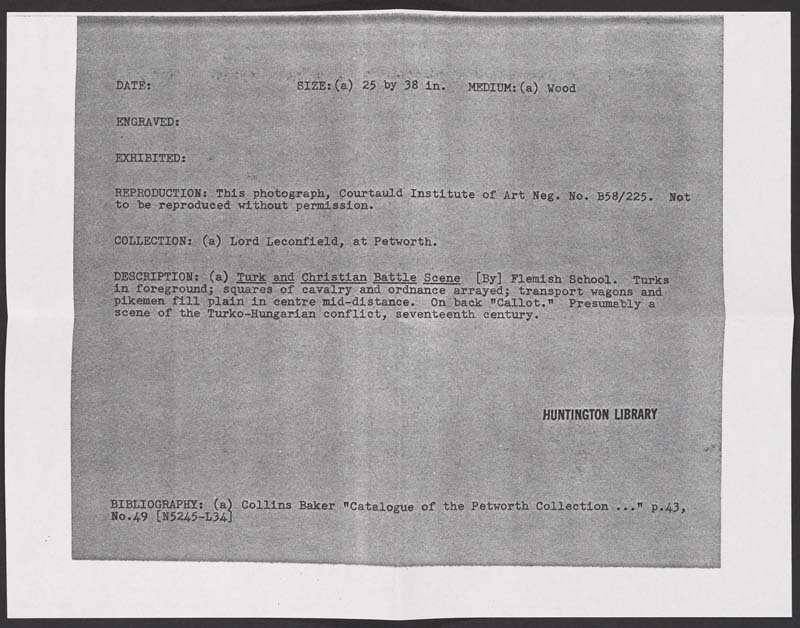 DATE: SIZE:(a) 25 by 38 in. MEDIUM:(a) Wood
ENGRAVED:
EXHIBITED:
REPRODUCTION: This photograph, Courtauld Institute of Art Neg. No. B58/225. Not
to be reproduced without permission.
COLLECTION: (a) Lord Leconfield, at Petworth.
DESCRIPTION: (a) Turk and Christian Battle Scene [By] Flemish School. Turks
in foreground; squares of cavalry and ordnance arrayed; transport wagons and
pikemen fill plain in centre mid-distance. On back "Callot." Presumably a
scene of the Turko-Hungarian conflict, seventeenth century.
HUNTINGTON LIBRARY
BIBLIOGRAPHY: (a) Collins Baker "Catalogue of the Petworth Collection ..." p.43,
No.49 [N5245-L34]